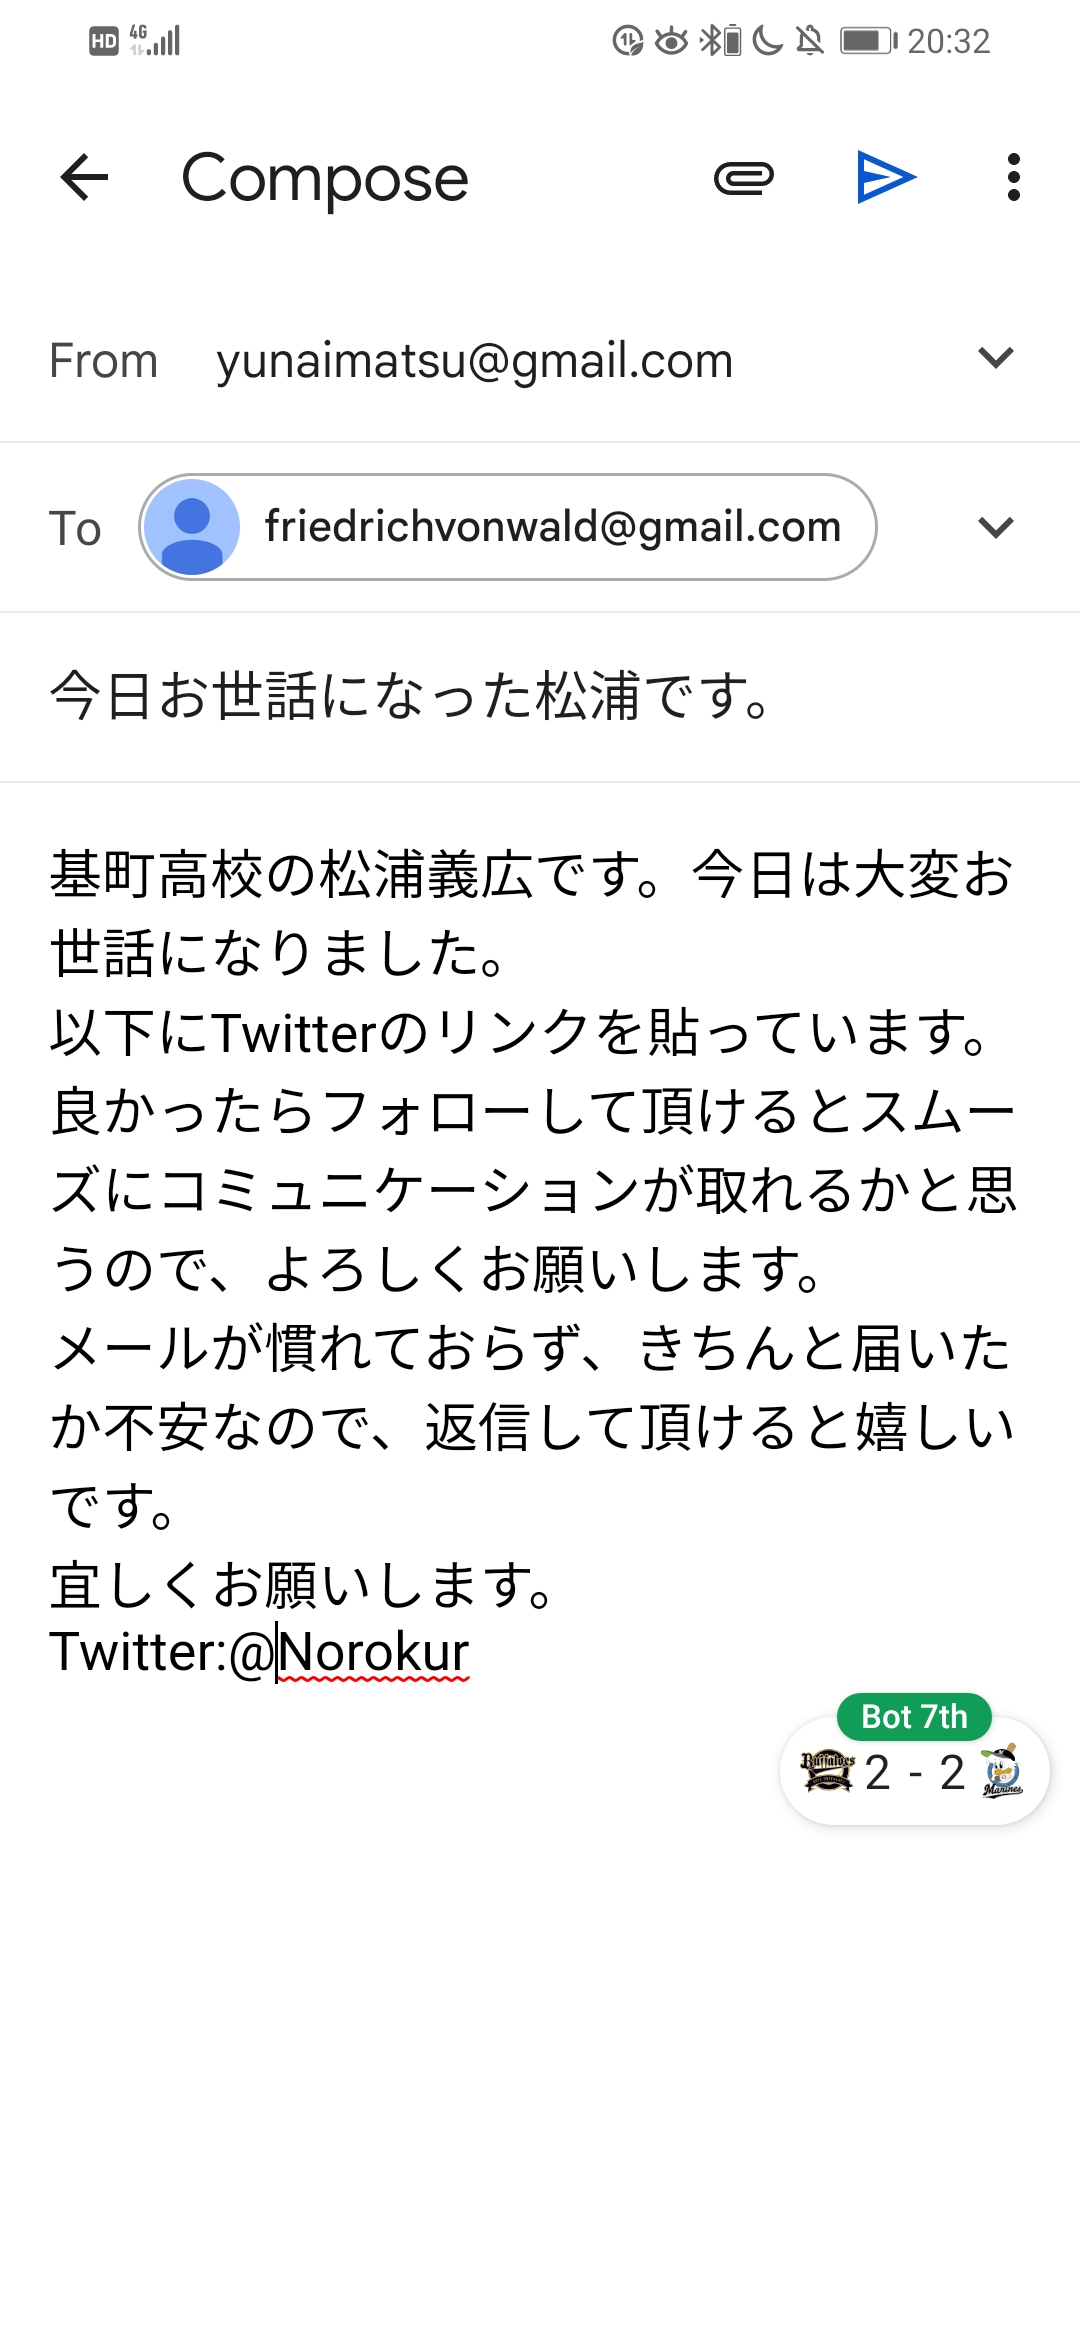 HD 4G 20:32
Compose
From yunaimatsu@gmail.com
To friedrichvonwald@gmail.com
今日お世話になった松浦です。
基町高校の松浦義広です。今日は大変お
世話になりました。
以下にTwitterのリンクを貼っています。
良かったらフォローして頂けるとスムー
ズにコミュニケーションが取れるかと思
うので、よろしくお願いします。
メールが慣れておらず、きちんと届いた
か不安なので、返信して頂けると嬉しい
です。
宜しくお願いします。
Twitter:@Norokur
Bot 7th
Buffaloes 2 - 2 Marines